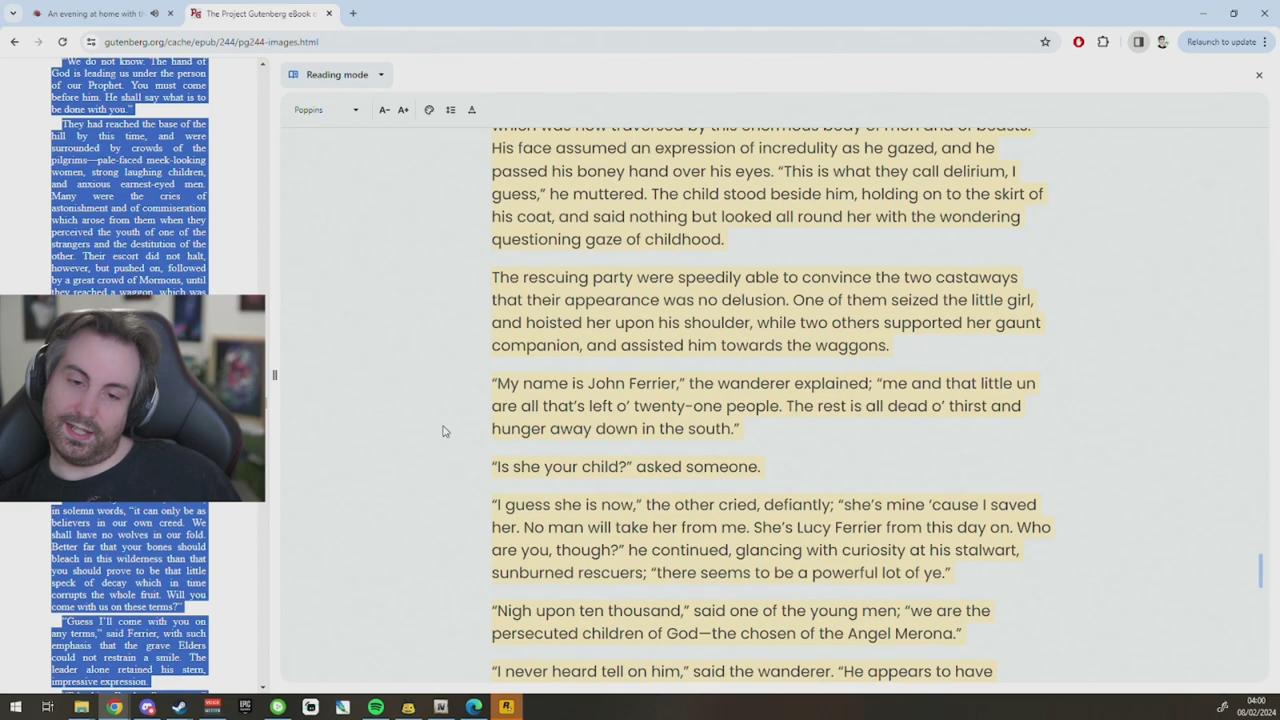 An evening at home with th
The Project Gutenberg eBook o
gutenberg.org/cache/epub/244/pg244-images.html
Relaunch to update
“We do not know. The hand of
God is leading us under the person
of our Prophet. You must come
before him. He shall say what is to
be done with you.”
They had reached the base of the
hill by this time, and were
surrounded by crowds of the
pilgrims—pale-faced meek-looking
women, strong laughing children,
and anxious earnest-eyed men.
Many were the cries of
astonishment and of commiseration
which arose from them when they
perceived the youth of one of the
strangers and the destitution of the
other. Their escort did not halt,
however, but pushed on, followed
by a great crowd of Mormons, until
they reached a waggon, which was
in solemn words, “it can only be as
believers in our own creed. We
shall have no wolves in our fold.
Better far that your bones should
bleach in this wilderness than that
you should prove to be that little
speck of decay which in time
corrupts the whole fruit. Will you
come with us on these terms?”
“Guess I’ll come with you on
any terms,” said Ferrier, with such
emphasis that the grave Elders
could not restrain a smile. The
leader alone retained his stern,
impressive expression.
Reading mode
Poppins
A- A+
which was now traversed by this enormous body of men and of beasts.
His face assumed an expression of incredulity as he gazed, and he
passed his boney hand over his eyes. “This is what they call delirium, I
guess,” he muttered. The child stood beside him, holding on to the skirt of
his coat, and said nothing but looked all round her with the wondering
questioning gaze of childhood.
The rescuing party were speedily able to convince the two castaways
that their appearance was no delusion. One of them seized the little girl,
and hoisted her upon his shoulder, while two others supported her gaunt
companion, and assisted him towards the waggons.
“My name is John Ferrier,” the wanderer explained; “me and that little un
are all that’s left o’ twenty-one people. The rest is all dead o’ thirst and
hunger away down in the south.”
“Is she your child?” asked someone.
“I guess she is now,” the other cried, defiantly; “she’s mine ‘cause I saved
her. No man will take her from me. She’s Lucy Ferrier from this day on. Who
are you, though?” he continued, glancing with curiosity at his stalwart,
sunburned rescuers; “there seems to be a powerful lot of ye.”
“Nigh upon ten thousand,” said one of the young men; “we are the
persecuted children of God—the chosen of the Angel Merona.”
“I never heard tell on him,” said the wanderer. “He appears to have
04:00
08/02/2024